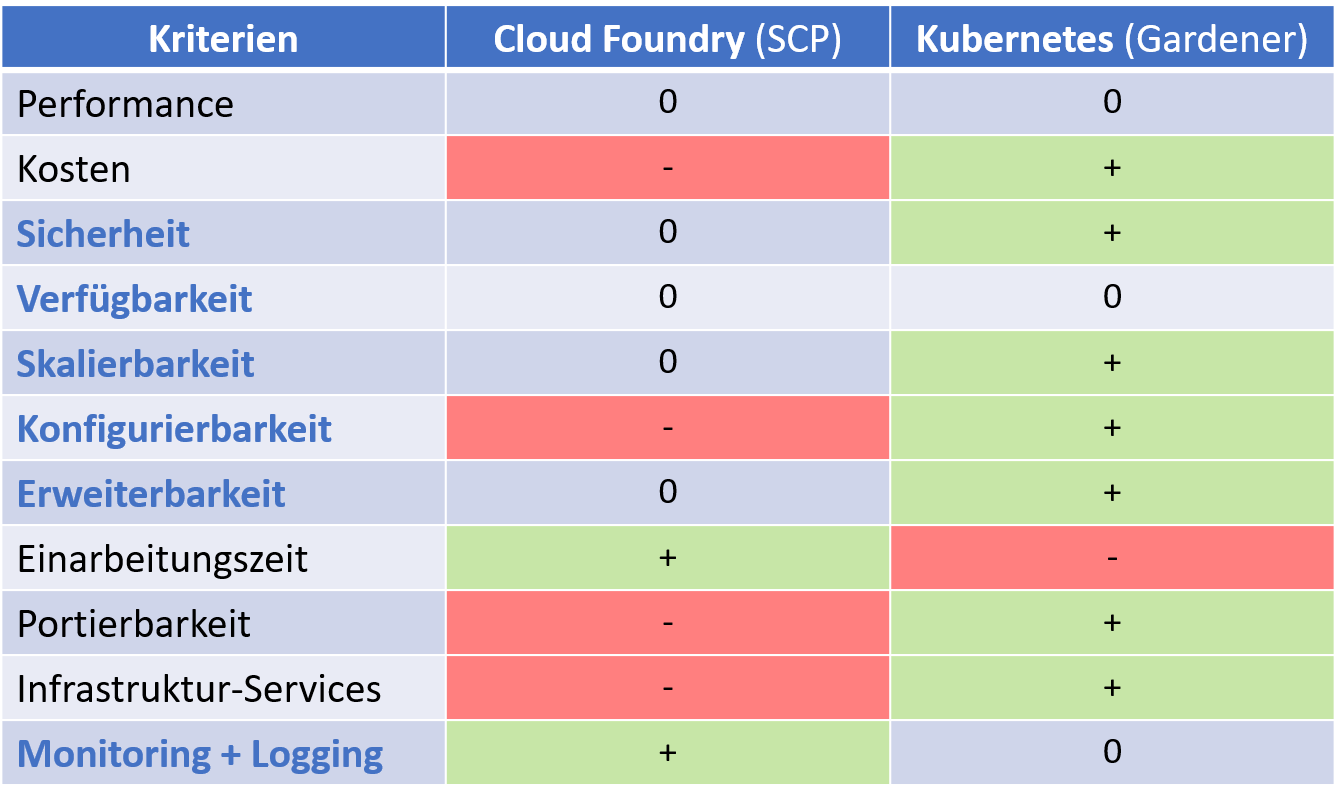 Kriterien Cloud Foundry (SCP) Kubernetes (Gardener)
Performance 0 0
Kosten - +
Sicherheit 0 +
Verfügbarkeit 0 0
Skalierbarkeit 0 +
Konfigurierbarkeit - +
Erweiterbarkeit 0 +
Einarbeitungszeit + -
Portierbarkeit - +
Infrastruktur-Services - +
Monitoring + Logging + 0